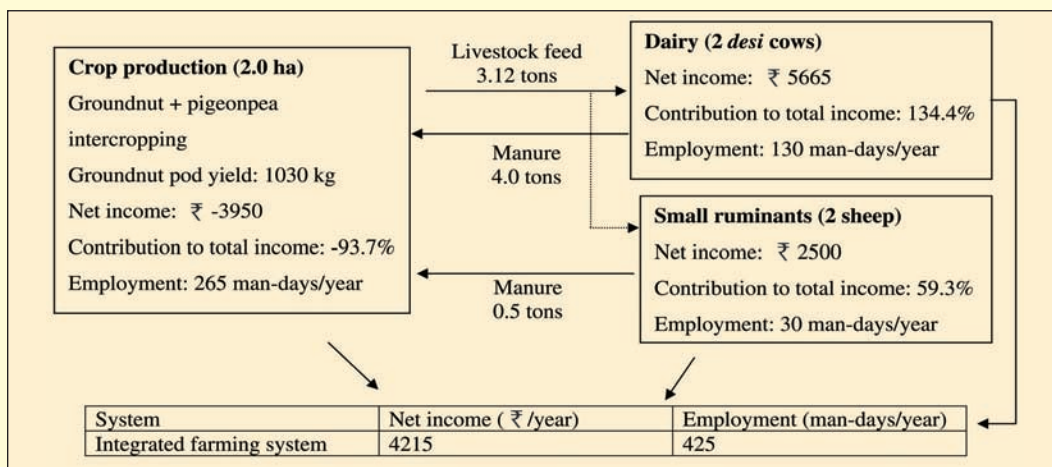 Crop production (2.0 ha)
Groundnut + pigeonpea
intercropping
Groundnut pod yield: 1030 kg
Net income: ₹ -3950
Contribution to total income: -93.7%
Employment: 265 man-days/year
Livestock feed
3.12 tons
Manure
4.0 tons
Manure
0.5 tons
Dairy (2 desi cows)
Net income: ₹ 5665
Contribution to total income: 134.4%
Employment: 130 man-days/year
Small ruminants (2 sheep)
Net income: ₹ 2500
Contribution to total income: 59.3%
Employment: 30 man-days/year
System Net income ( ₹ /year) Employment (man-days/year)
Integrated farming system 4215 425